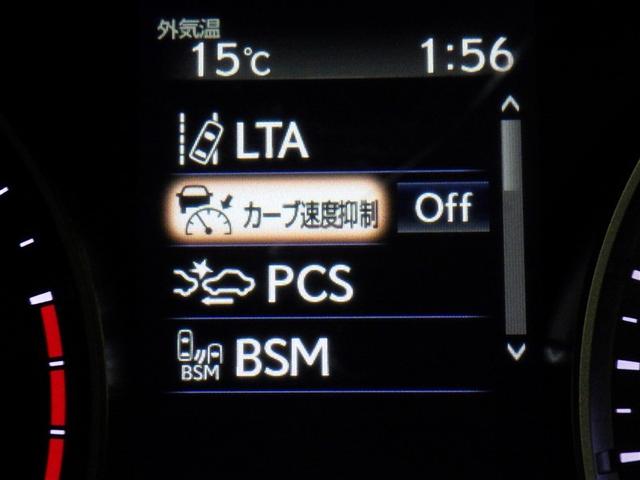 外気温
15℃ 1:56
LTA
カーブ速度抑制 Off
PCS
BSM BSM